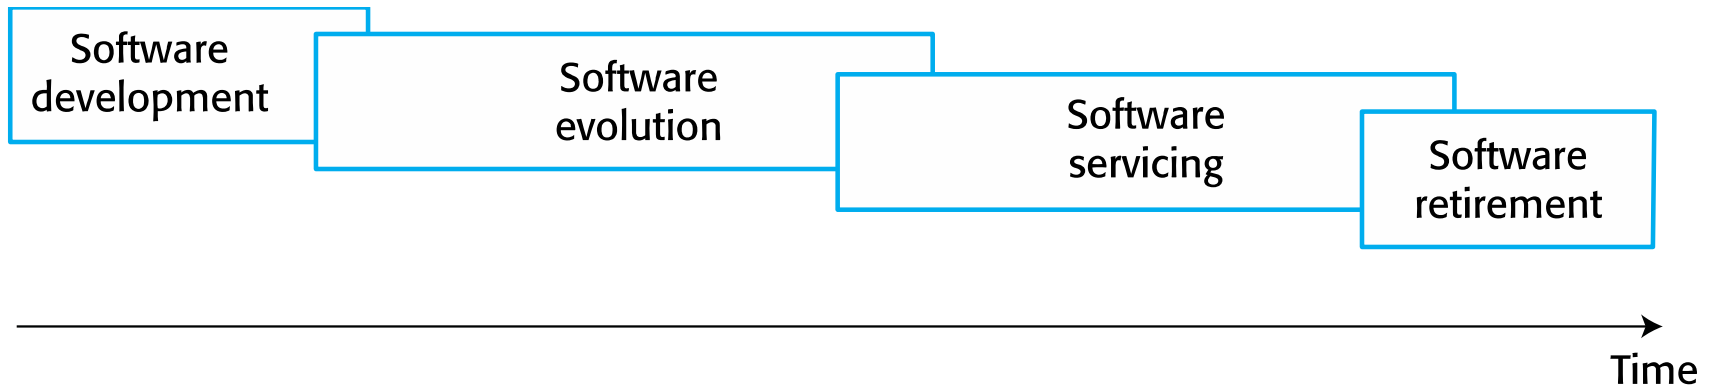 Software
development
Software
evolution
Software
servicing
Software
retirement
Time